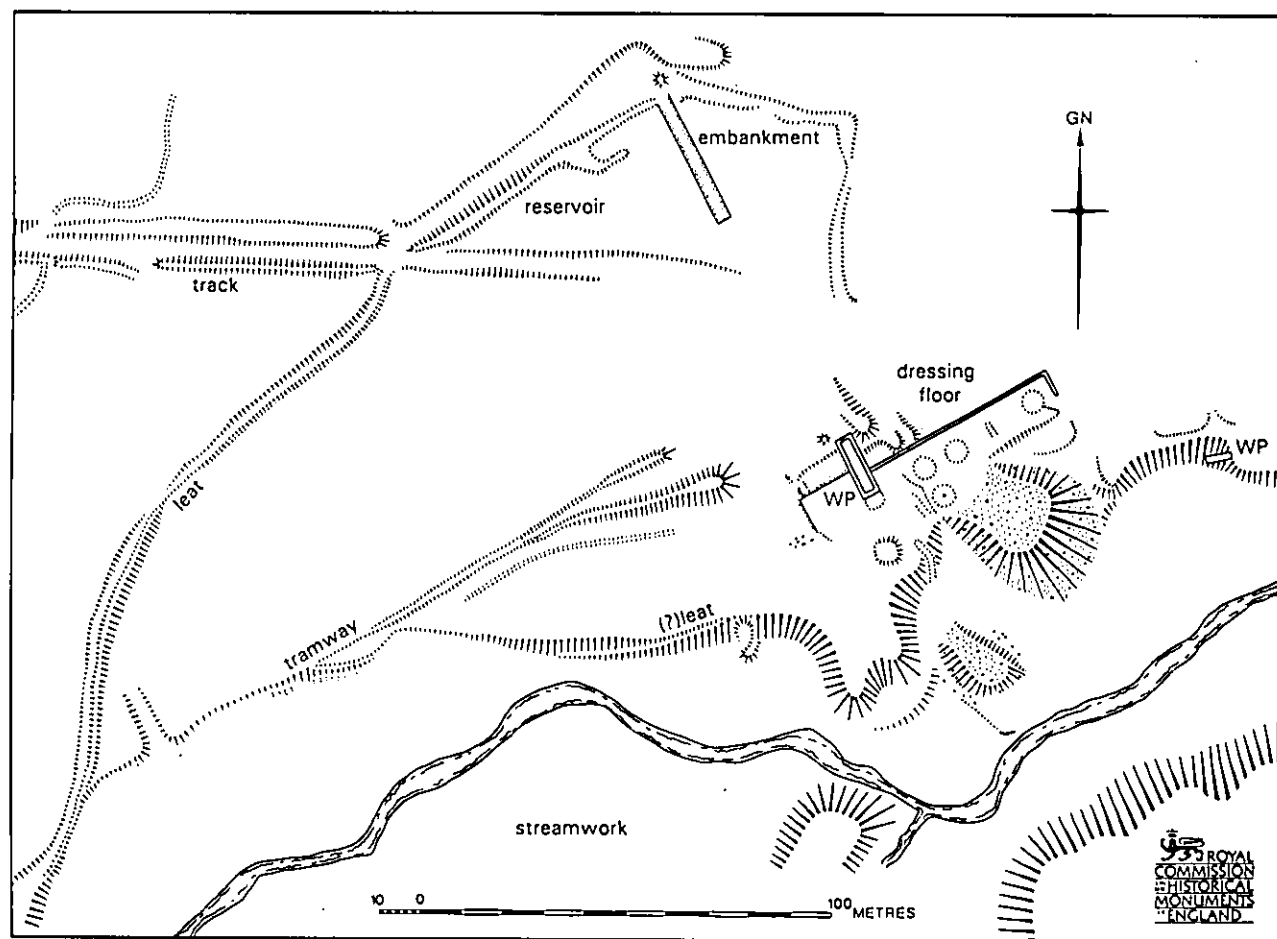 embankment
GN
reservoir
track
dressing
floor
WP
WP
leat
(?)leat
tramway
streamwork
10 0 100 METRES
ROYAL
COMMISSION
HISTORICAL
MONUMENTS
ENGLAND